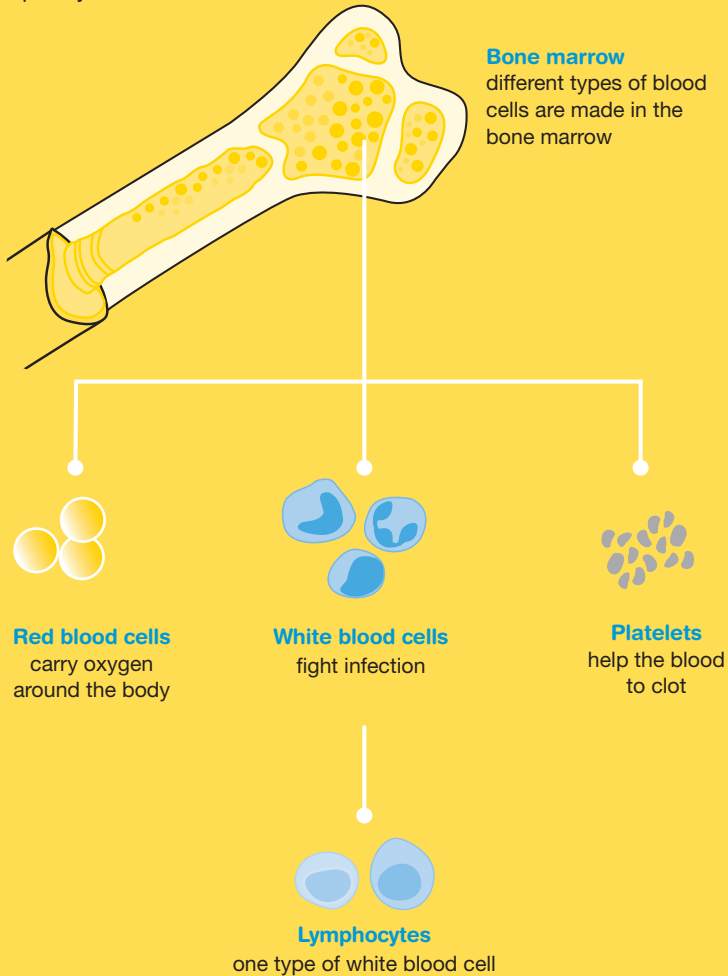 Bone marrow
different types of blood
cells are made in the
bone marrow
Red blood cells
carry oxygen
around the body
White blood cells
fight infection
Platelets
help the blood
to clot
Lymphocytes
one type of white blood cell